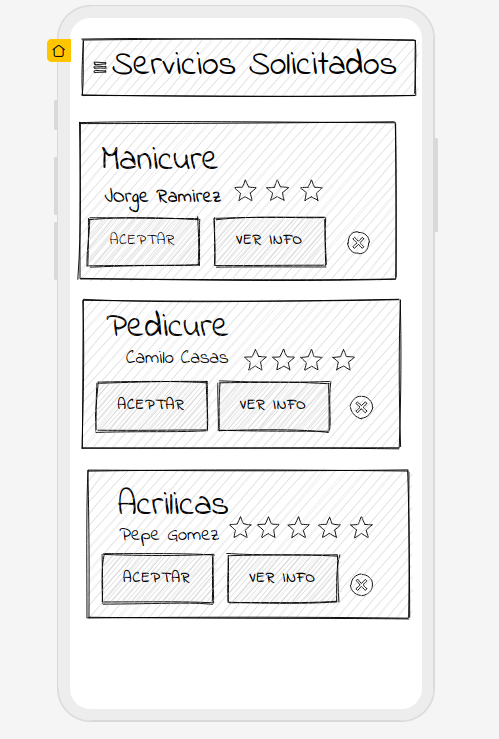 Servicios Solicitados
Manicure
Jorge Ramirez
ACEPTAR VER INFO
Pedicure
Camilo Casas
ACEPTAR VER INFO
Acrilicas
Pepe Gomez
ACEPTAR VER INFO